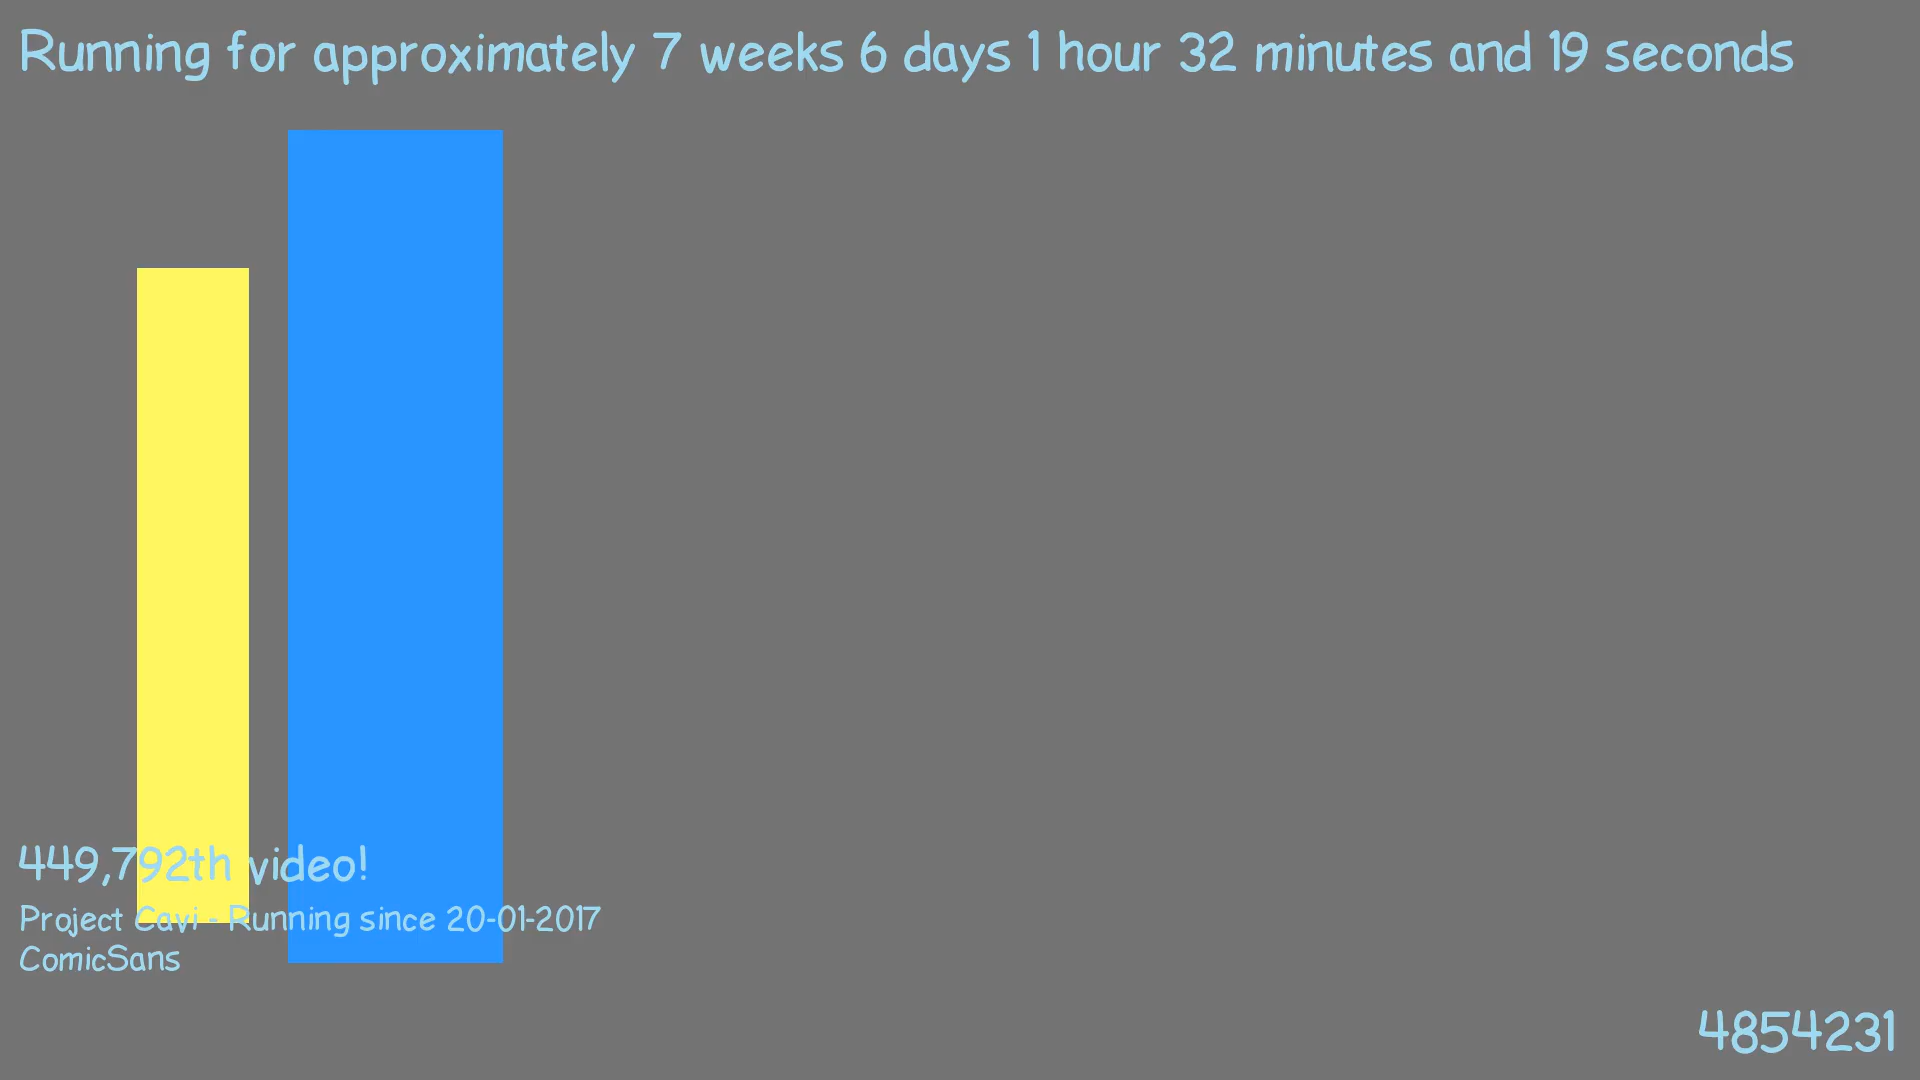 Running for approximately 7 weeks 6 days 1 hour 32 minutes and 19 seconds
449,792th video!
Project Cavi - Running since 20-01-2017
ComicSans
4854231